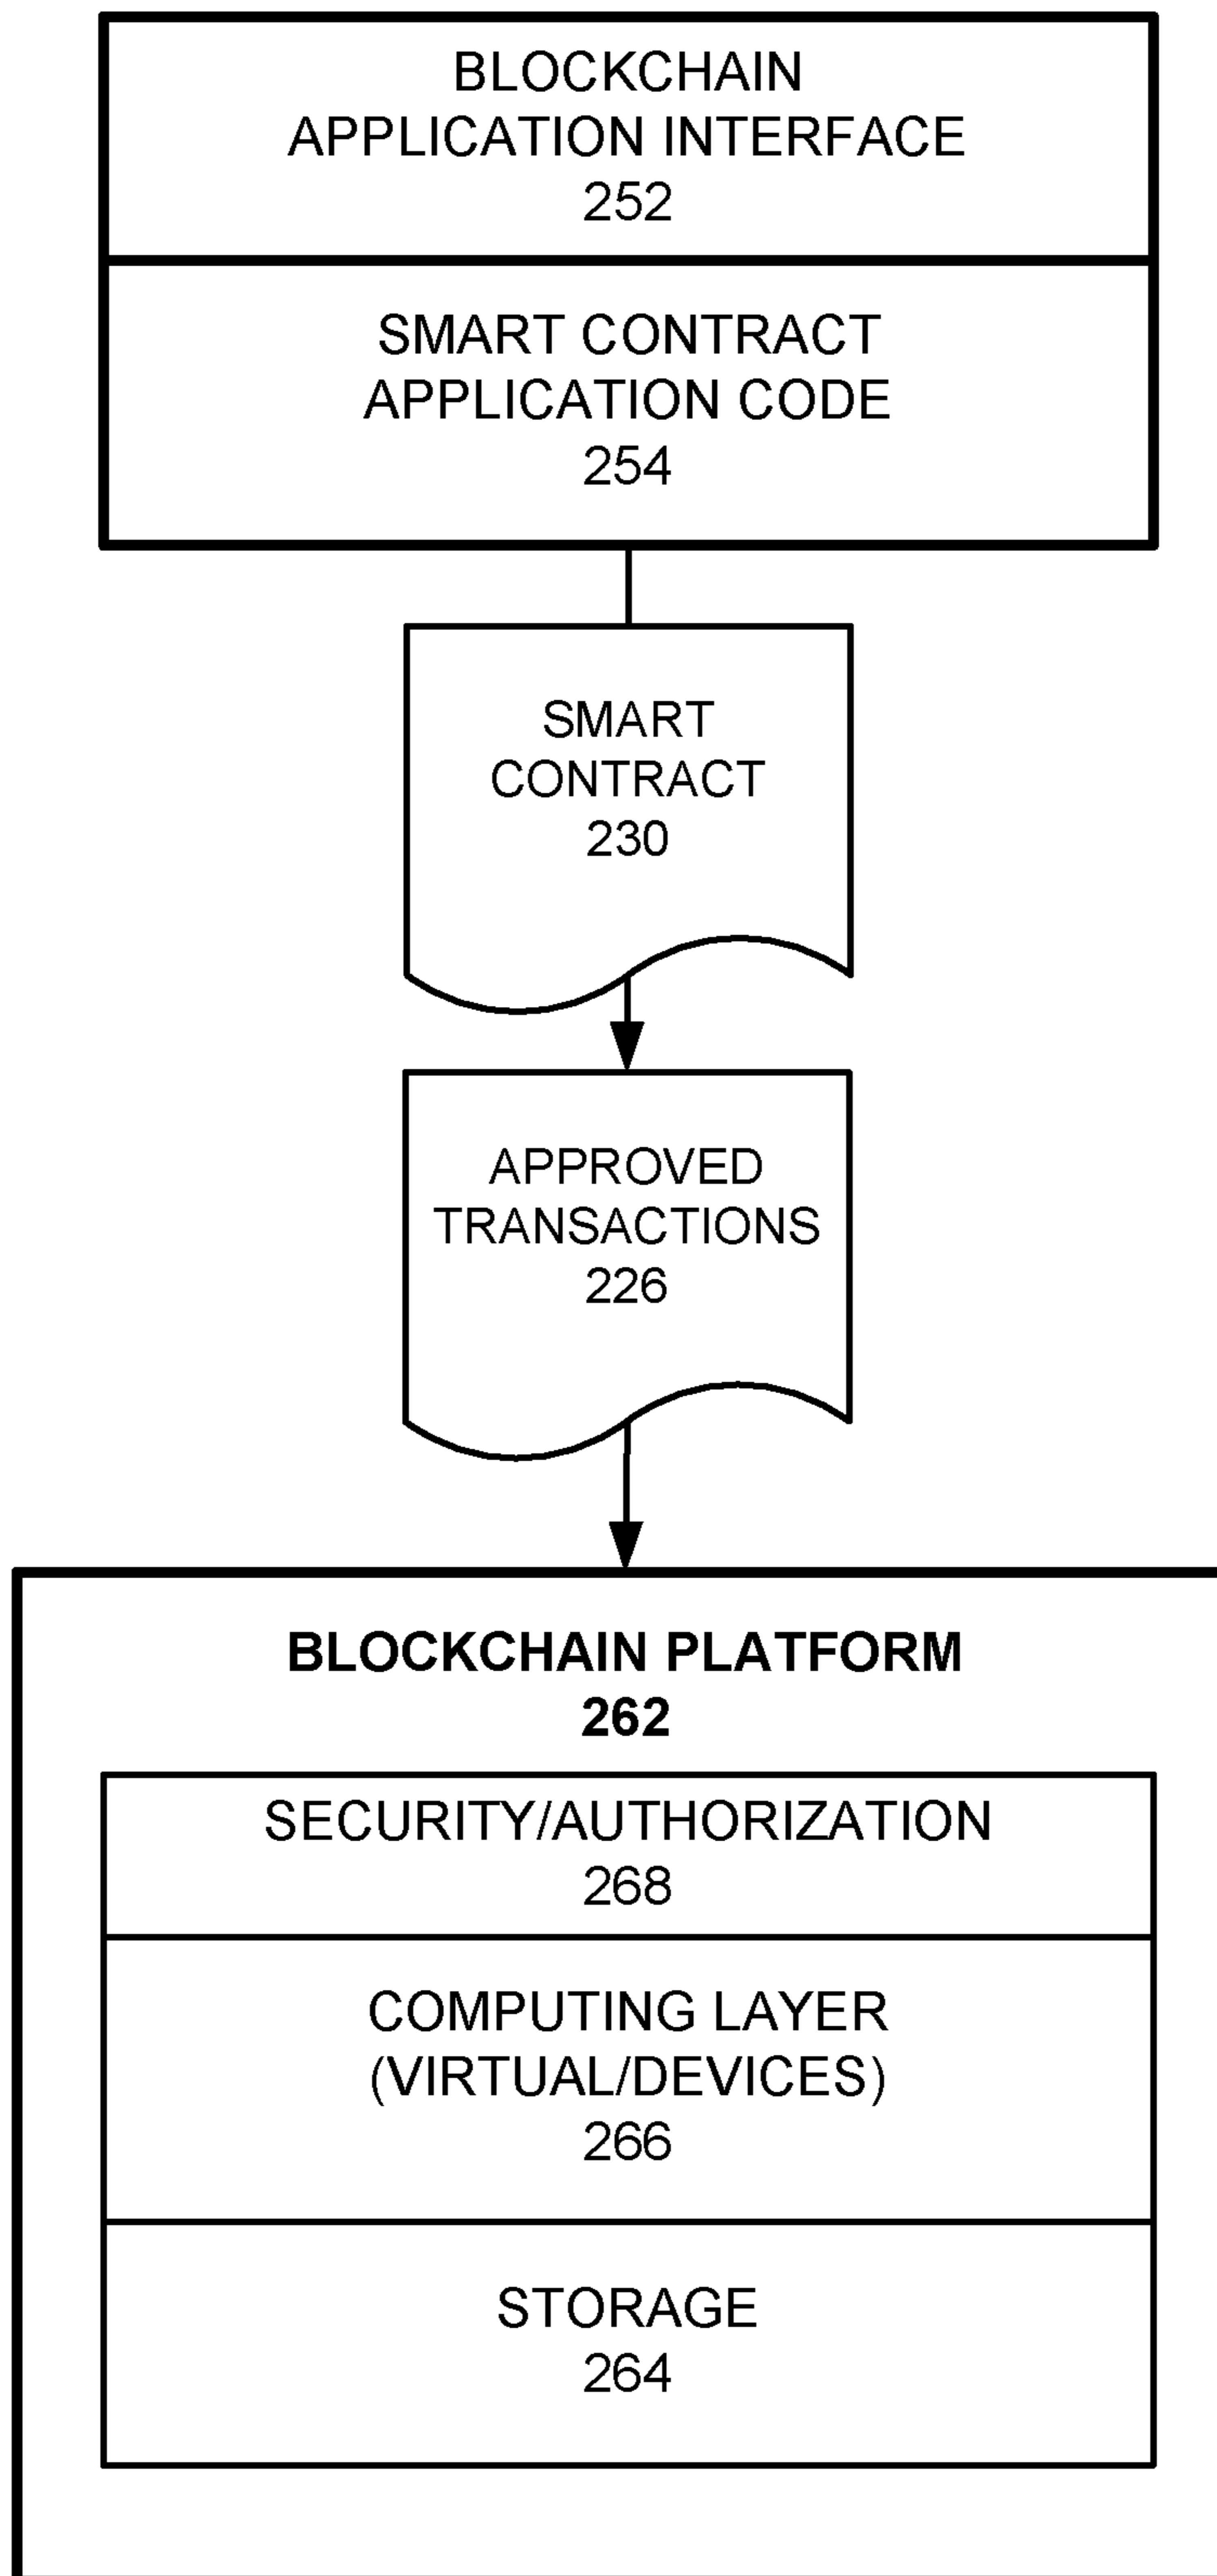 BLOCKCHAIN
APPLICATION INTERFACE
252
SMART CONTRACT
APPLICATION CODE
254
SMART
CONTRACT
230
APPROVED
TRANSACTIONS
226
BLOCKCHAIN PLATFORM
262
SECURITY/AUTHORIZATION
268
COMPUTING LAYER
(VIRTUAL/DEVICES)
266
STORAGE
264